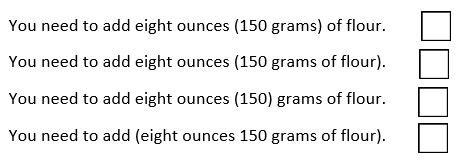 You need to add eight ounces (150 grams) of flour.
You need to add eight ounces (150 grams of flour).
You need to add eight ounces (150) grams of flour.
You need to add (eight ounces 150 grams of flour).